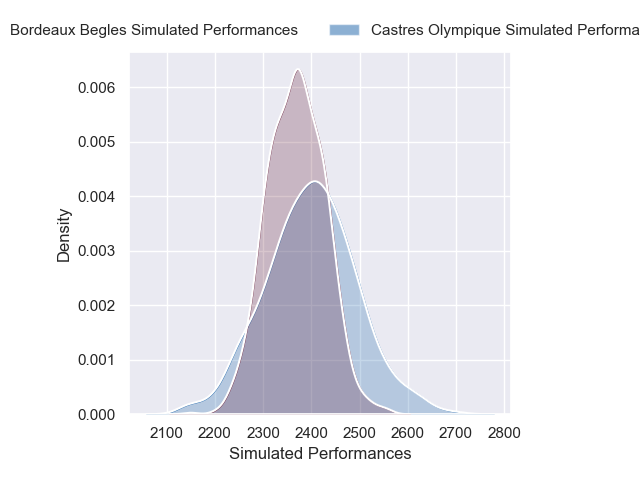 Bordeaux Begles Simulated Performances
Castres Olympique Simulated Performa
0.006
0.005
0.004
0.003
0.002
0.001
0.000
Density
2100 2200 2300 2400 2500 2600 2700 2800
Simulated Performances